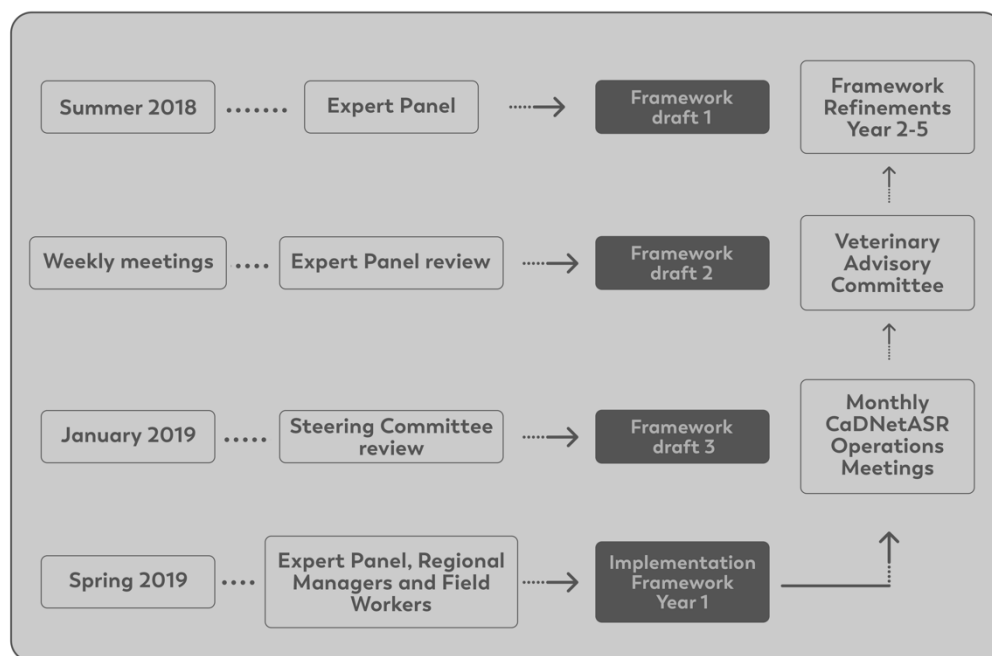 Summer 2018
Expert Panel
Framework
draft 1
Framework
Refinements
Year 2-5
Weekly meetings
Expert Panel review
Framework
draft 2
Veterinary
Advisory
Committee
January 2019
Steering Committee
review
Framework
draft 3
Monthly
CaDNetASR
Operations
Meetings
Spring 2019
Expert Panel, Regional
Managers and Field
Workers
Implementation
Framework
Year 1